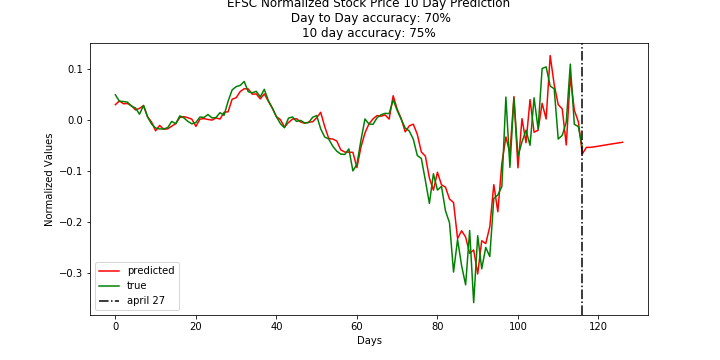 EFSC Normalized Stock Price 10 Day Prediction
Day to Day accuracy: 70%
10 day accuracy: 75%
0.1
0.0
−0.1
−0.2
−0.3
Normalized Values
predicted
true
april 27
0 20 40 60 80 100 120
Days